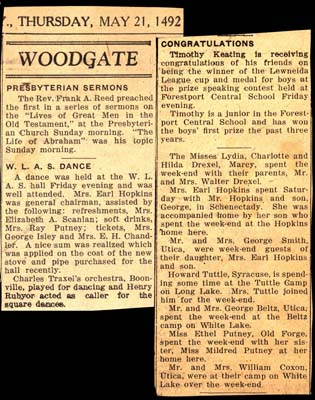 ., THURSDAY, MAY 21, 1492
WOODGATE
PRESBYTERIAN SERMONS
The Rev. Frank A. Reed preached
the first in a series of sermons on
the "Lives of Great Men in the
Old Testament," at the Presbyteri-
an Church Sunday morning. "The
Life of Abraham" was his topic
Sunday morning.
W. L. A. S. DANCE
A dance was held at the W. L.
A. S. hall Friday evening and was
well attended. Mrs. Earl Hopkins
was general chairman, assisted by
the following: refreshments, Mrs.
Elizabeth A. Scanlan; soft drinks,
Mrs. Ray Putney; tickets, Mrs.
George Isley and Mrs. E. H. Chand-
ler. A nice sum was realized which
was applied on the cost of the new
stove and pipe purchased for the
hall recently.
Charles Traxel's orchestra, Boon-
ville, played for dancing and Henry
Ruhyor acted as caller for the
square dances.
CONGRATULATIONS
Timothy Keating is receiving
congratulations of his friends on
being the winner of the Lewneida
League cup and medal for boys at
the prize speaking contest held at
Forestport Central School Friday
evening.
Timothy is a junior in the Forest-
port Central School and has won
the boys' first prize the past three
years.
The Misses Lydia, Charlotte and
Hilda Drexel, Marcy, spent the
week-end with their parents, Mr.
and Mrs. Walter Drexel.
Mrs. Earl Hopkins spent Satur-
day with Mr. Hopkins and son,
George, in Schenectady. She was
accompanied home by her son who
spent the week-end at the Hopkins
home here.
Mr. and Mrs. George Smith,
Utica, were week-end guests of
their daughter, Mrs. Earl Hopkins
and son.
Howard Tuttle, Syracuse, is spend-
ing some time at the Tuttle Camp
on Long Lake. Mrs. Tuttle joined
him for the week-end.
Mr. and Mrs. George Beltz, Utica,
spent the week-end at the Beltz
camp on White Lake.
Miss Ethel Putney, Old Forge,
spent the week-end with her sis-
ter, Miss Mildred Putney at her
home here.
Mr. and Mrs. William Coxon,
Utica, were at their camp on White
Lake over the week-end.